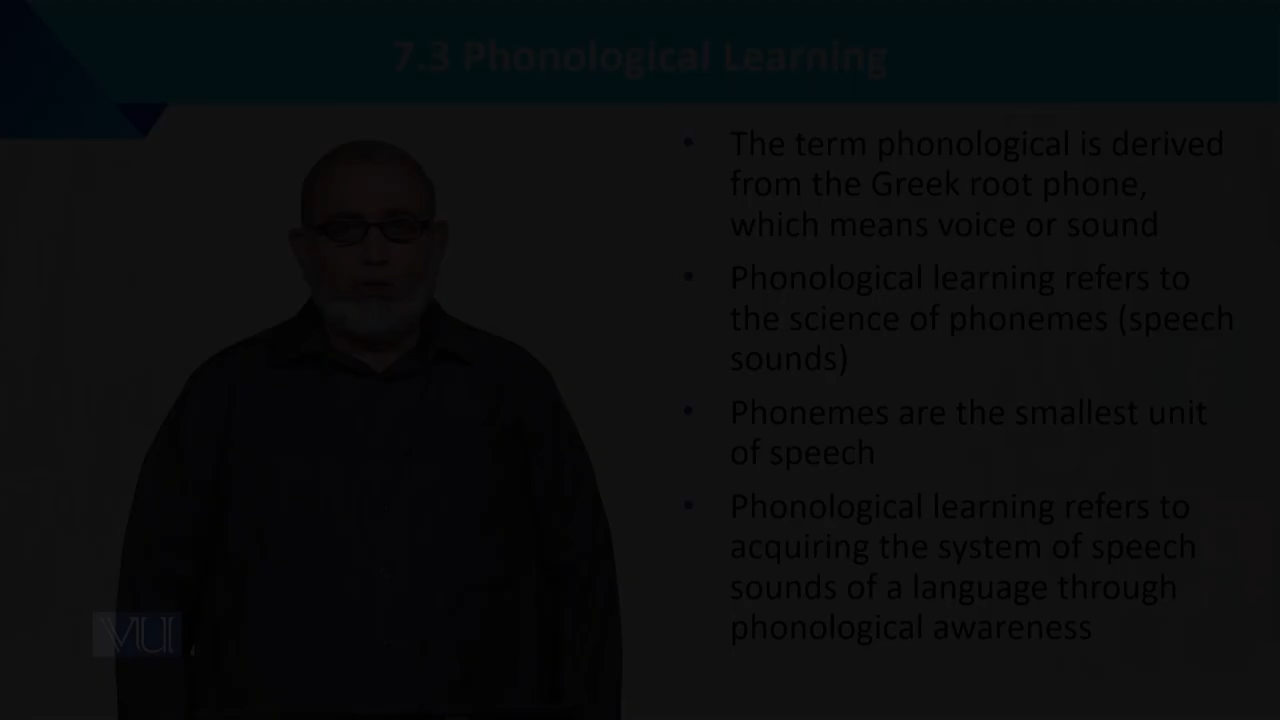 7.3 Phonological Learning
• The term phonological is derived
from the Greek root phone,
which means voice or sound
• Phonological learning refers to
the science of phonemes (speech
sounds)
• Phonemes are the smallest unit
of speech
• Phonological learning refers to
acquiring the system of speech
sounds of a language through
phonological awareness
VU